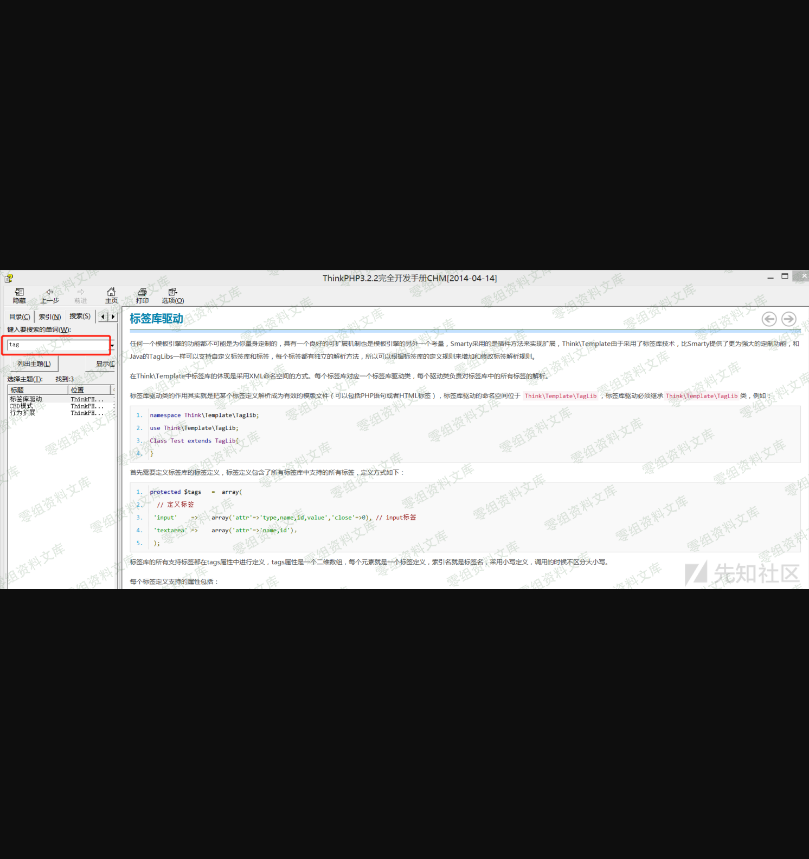 ThinkPHP3.2.2完全开发手册CHM[2014-04-14]
隐藏 上一步 前进 主页 打印 选项(O)
目录(C) 索引(N) 搜索(S)
键入要搜索的单词(W):
tag
列出主题(L) 显示(D
选择主题(T): 找到:3
标题 位置
标签库驱动 ThinkPH...
CBD模式 ThinkPH...
行为扩展 ThinkPH...
标签库驱动
任何一个模板引擎的功能都不可能是为你量身定制的，具有一个良好的可扩展机制也是模板引擎的另外一个考量，Smarty采用的是插件方法来实现扩展，Think\Template由于采用了标签库技术，比Smarty提供了更为强大的定制功能，和
Java的TagLibs一样可以支持自定义标签库和标签，每个标签都有独立的解析方法，所以可以根据标签库的定义规则来增加和修改标签解析规则。
在Think\Template中标签库的体现是采用XML命名空间的方式。每个标签库对应一个标签库驱动类，每个驱动类负责对标签库中的所有标签的解析。
标签库驱动类的作用其实就是把某个标签定义解析成为有效的模版文件（可以包括PHP语句或者HTML标签），标签库驱动的命名空间位于 Think\Template\TagLib ，标签库驱动必须继承 Think\Template\TagLib 类，例如：
1. namespace Think\Template\TagLib;
2. use Think\Template\TagLib;
3. Class Test extends TagLib{
4. }
首先需要定义标签库的标签定义，标签定义包含了所有标签库中支持的所有标签，定义方式如下：
1. protected $tags = array(
2. // 定义标签
3. 'input' => array('attr'=>'type,name,id,value','close'=>0), // input标签
4. 'textarea' => array('attr'=>'name,id'),
5. );
标签库的所有支持标签都在tags属性中进行定义，tags属性是一个二维数组，每个元素就是一个标签定义，索引名就是标签名，采用小写定义，调用的时候不区分大小写。
每个标签定义支持的属性包括：
先知社区
零组资料文库